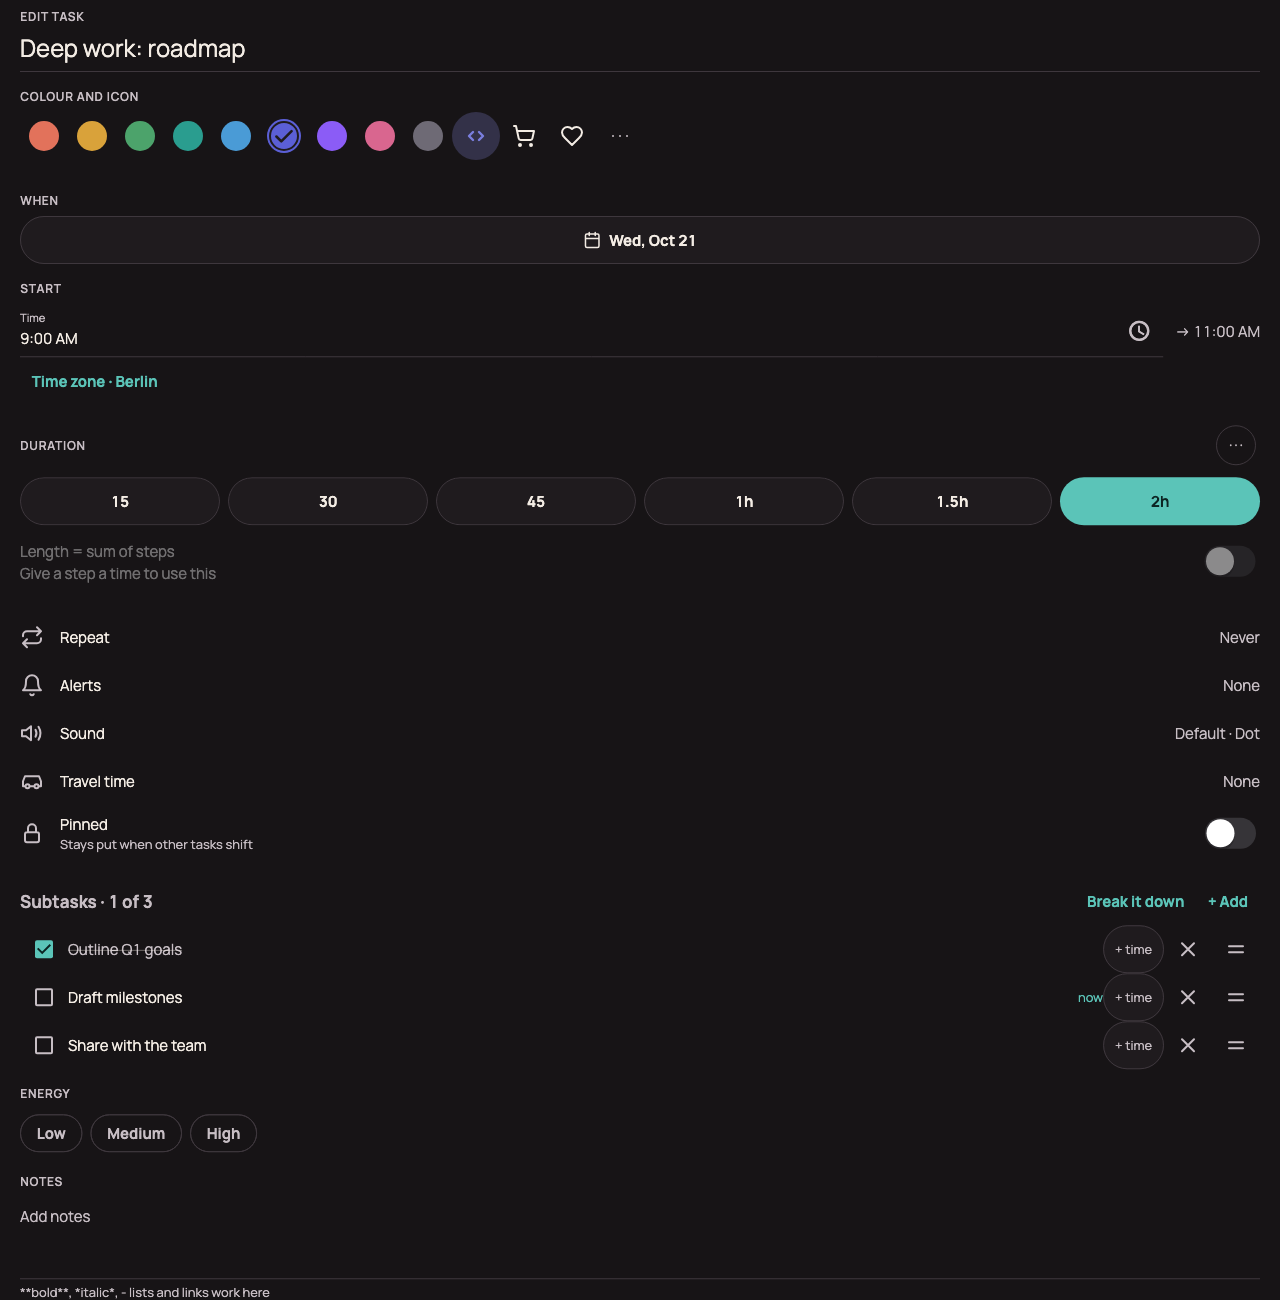 EDIT TASK
Deep work: roadmap
COLOUR AND ICON
WHEN
Wed, Oct 21
START
Time
9:00 AM
→ 11:00 AM
Time zone · Berlin
DURATION
15
30
45
1h
1.5h
2h
Length = sum of steps
Give a step a time to use this
Repeat
Never
Alerts
None
Sound
Default · Dot
Travel time
None
Pinned
Stays put when other tasks shift
Subtasks · 1 of 3
Break it down
+ Add
Outline Q1 goals
+ time
Draft milestones
now
+ time
Share with the team
+ time
ENERGY
Low
Medium
High
NOTES
Add notes
**bold**, *italic*, - lists and links work here